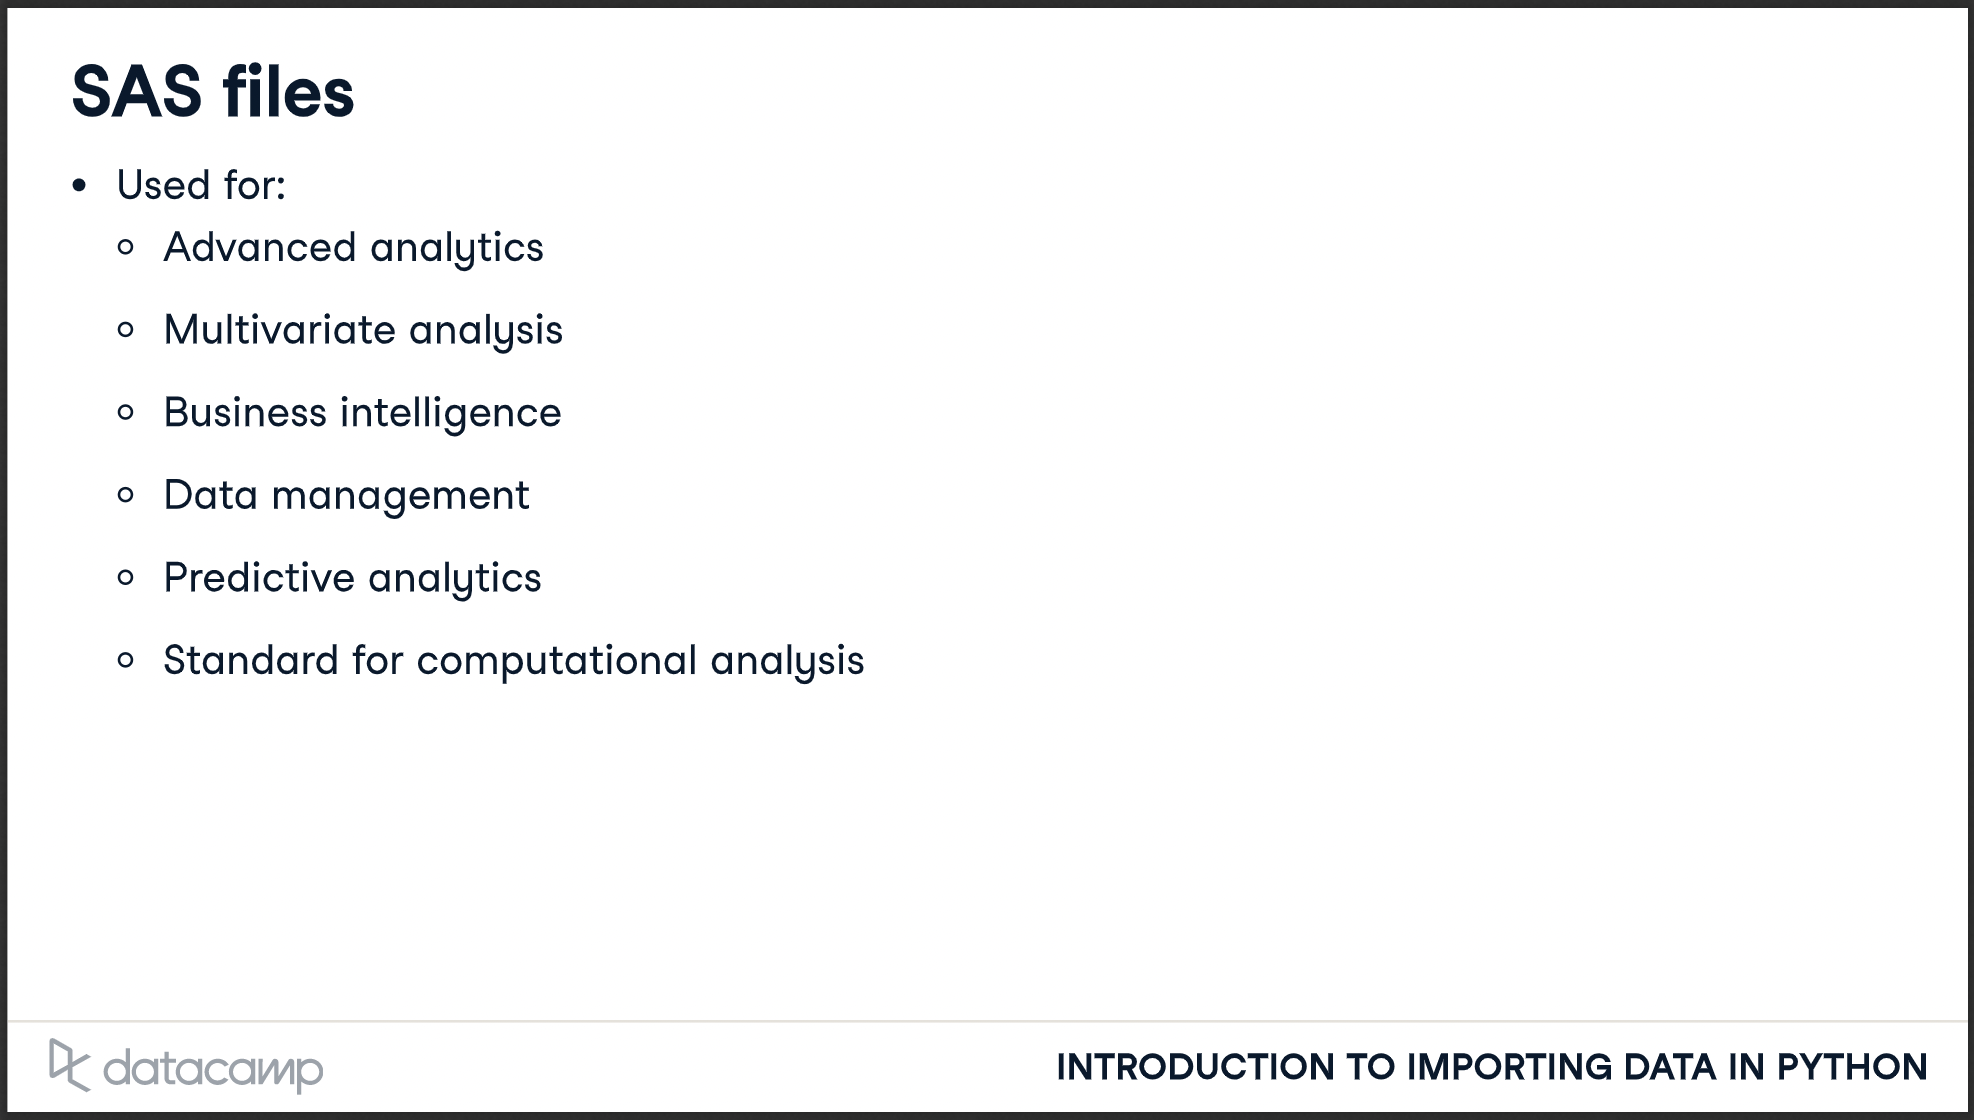 SAS files
• Used for:
○ Advanced analytics
○ Multivariate analysis
○ Business intelligence
○ Data management
○ Predictive analytics
○ Standard for computational analysis
datacamp
INTRODUCTION TO IMPORTING DATA IN PYTHON